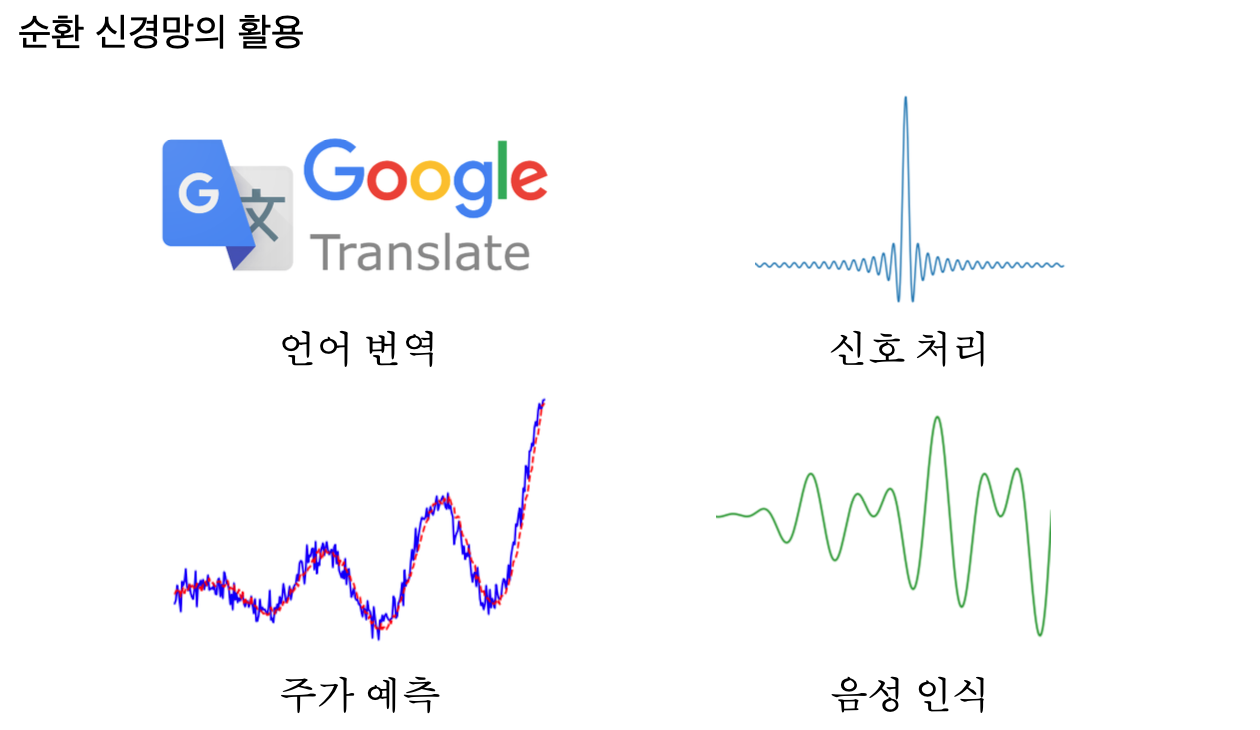 순환 신경망의 활용
G 文 Google
Translate
언어 번역
신호 처리
주가 예측
음성 인식